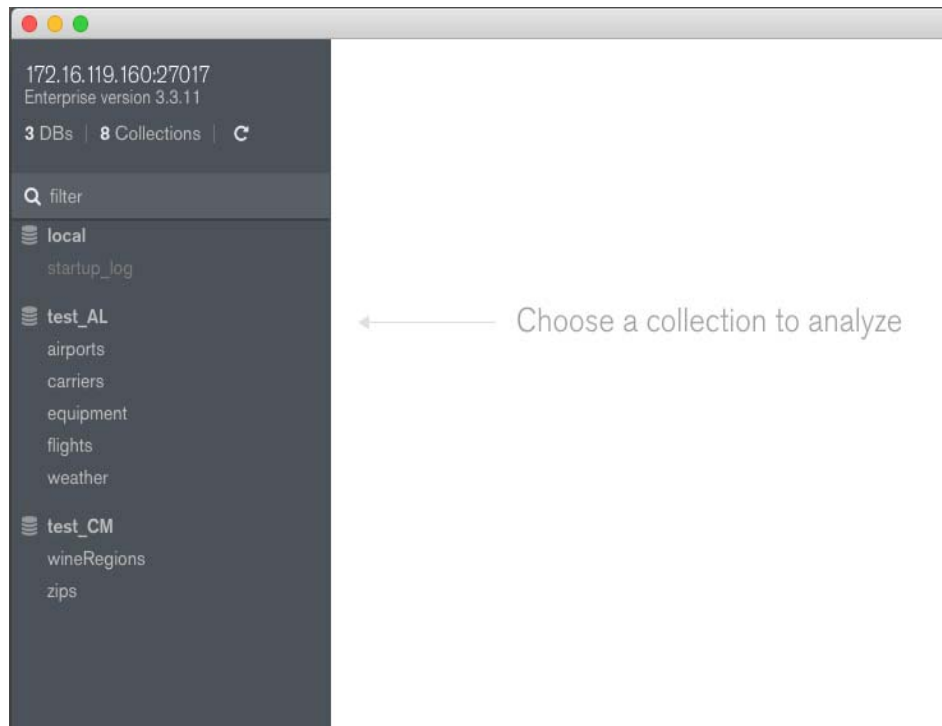 172.16.119.160:27017
Enterprise version 3.3.11
3 DBs | 8 Collections |
filter
local
startup_log
test_AL
airports
carriers
equipment
flights
weather
test_CM
wineRegions
zips
Choose a collection to analyze